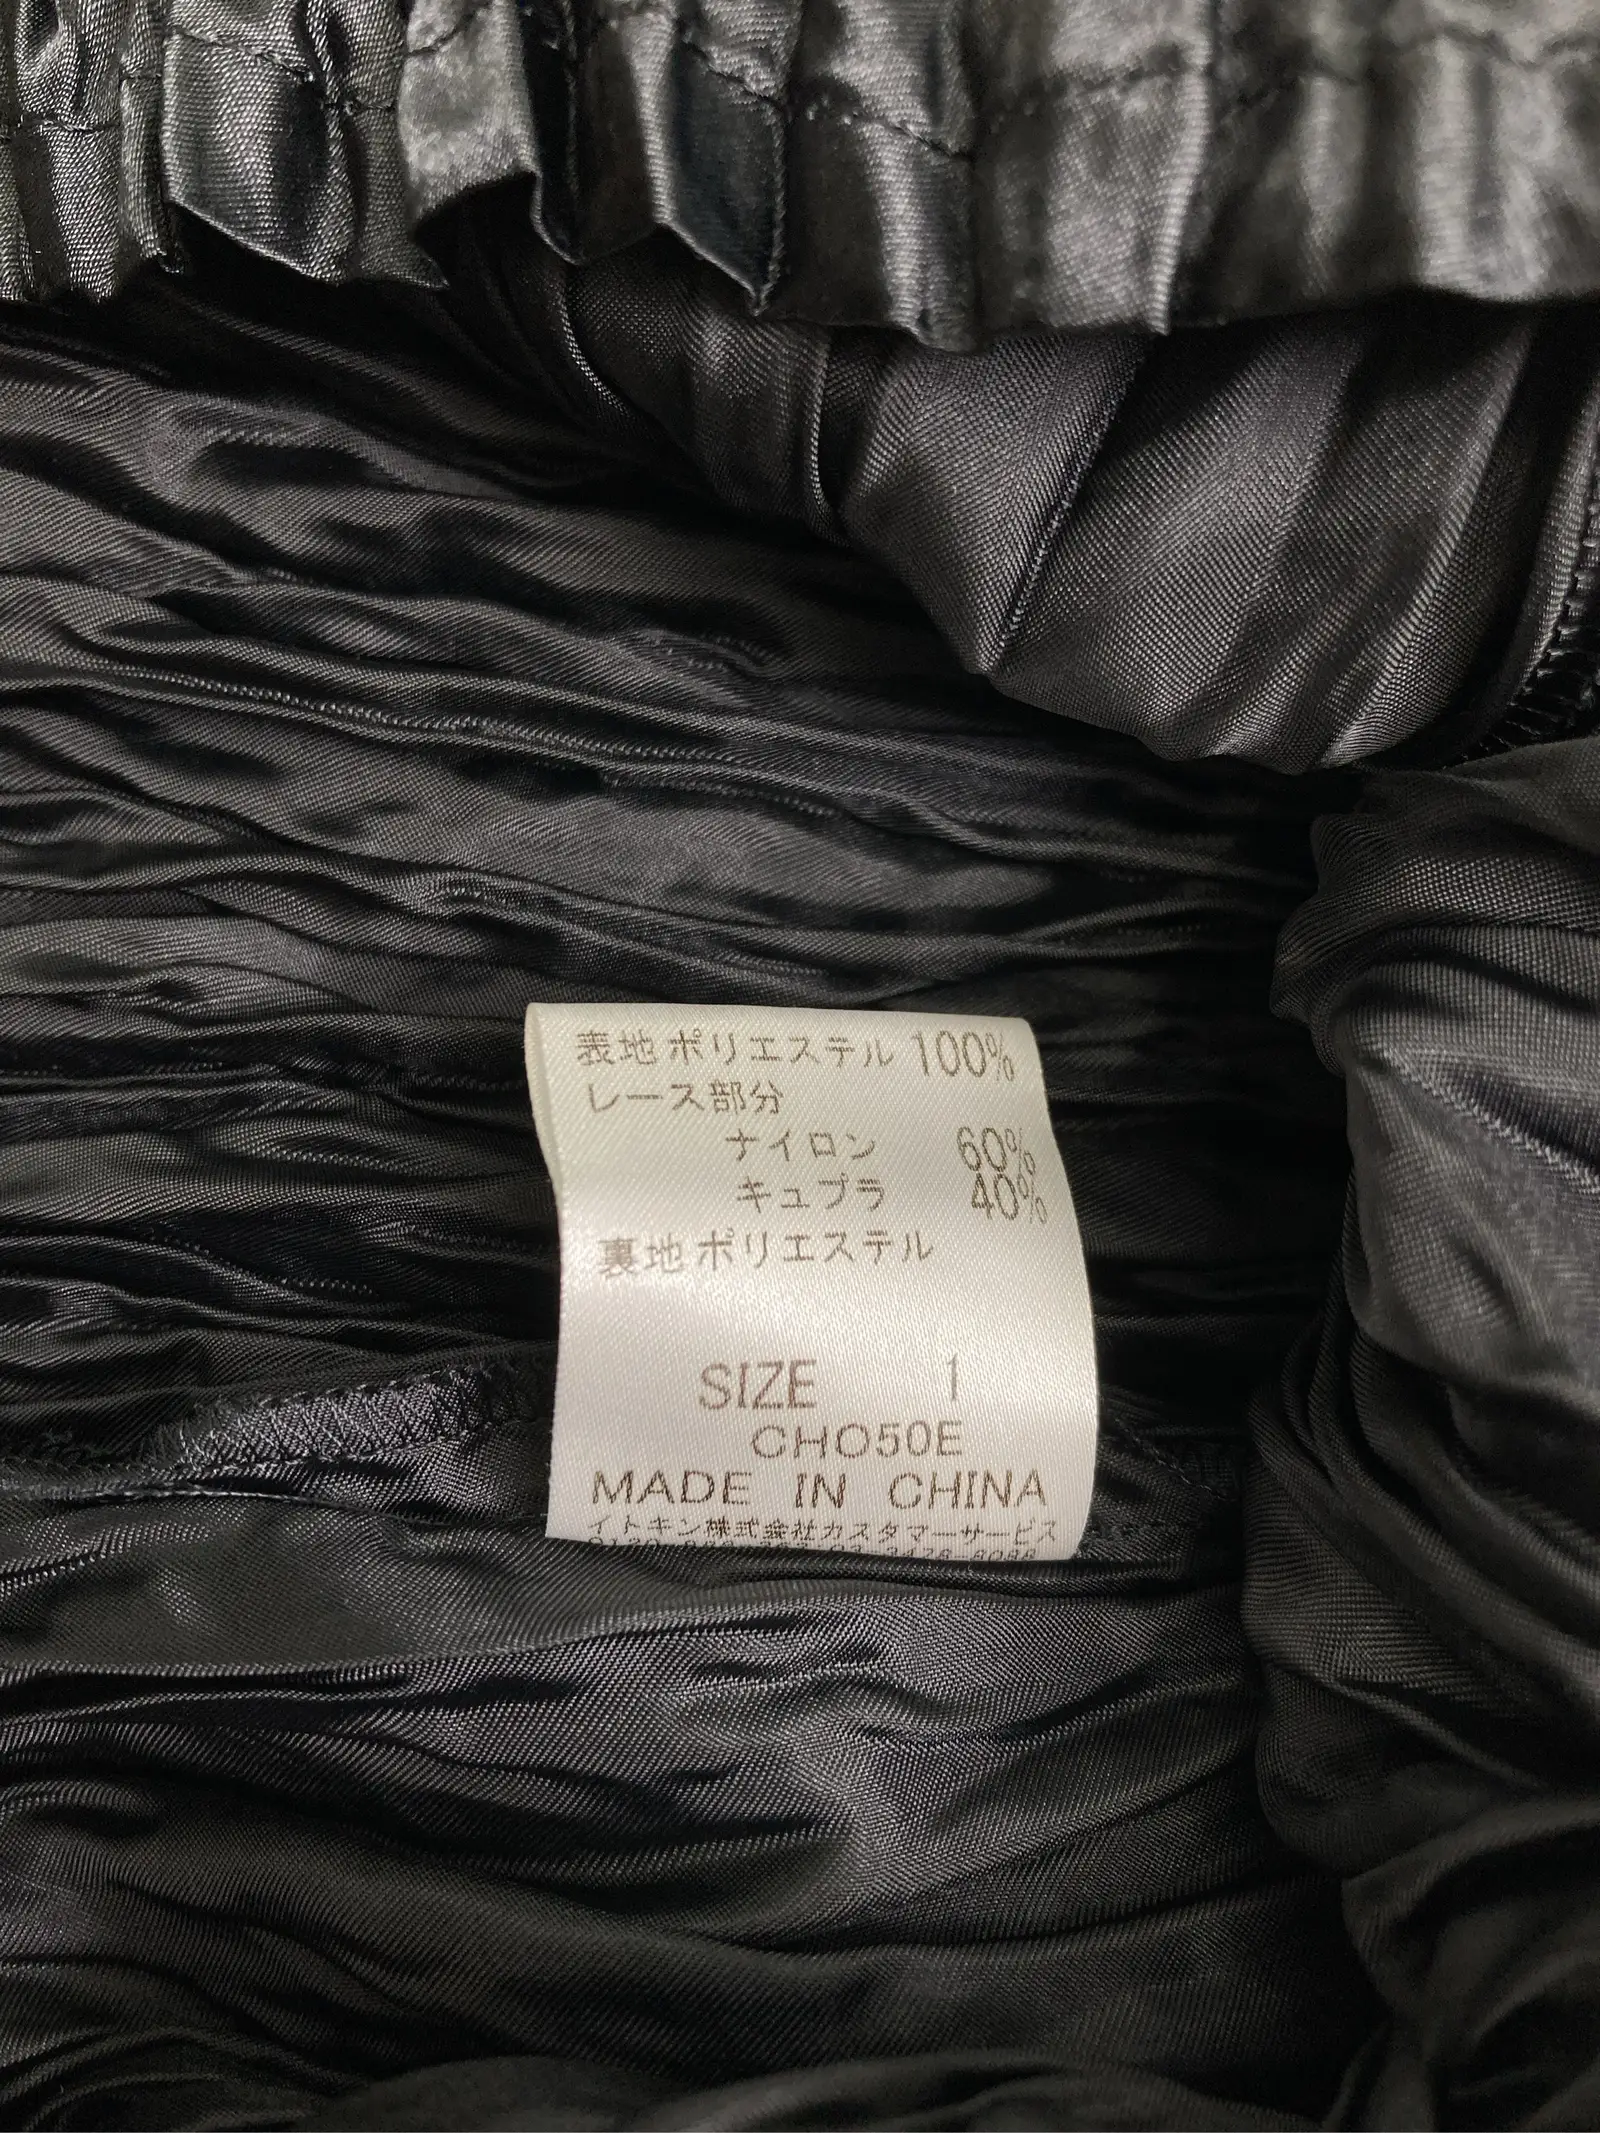 表地 ポリエステル 100%
レース部分
ナイロン 60%
キュプラ 40%
裏地 ポリエステル
SIZE 1
CHO50E
MADE IN CHINA
イトキン株式会社カスタマーサービス